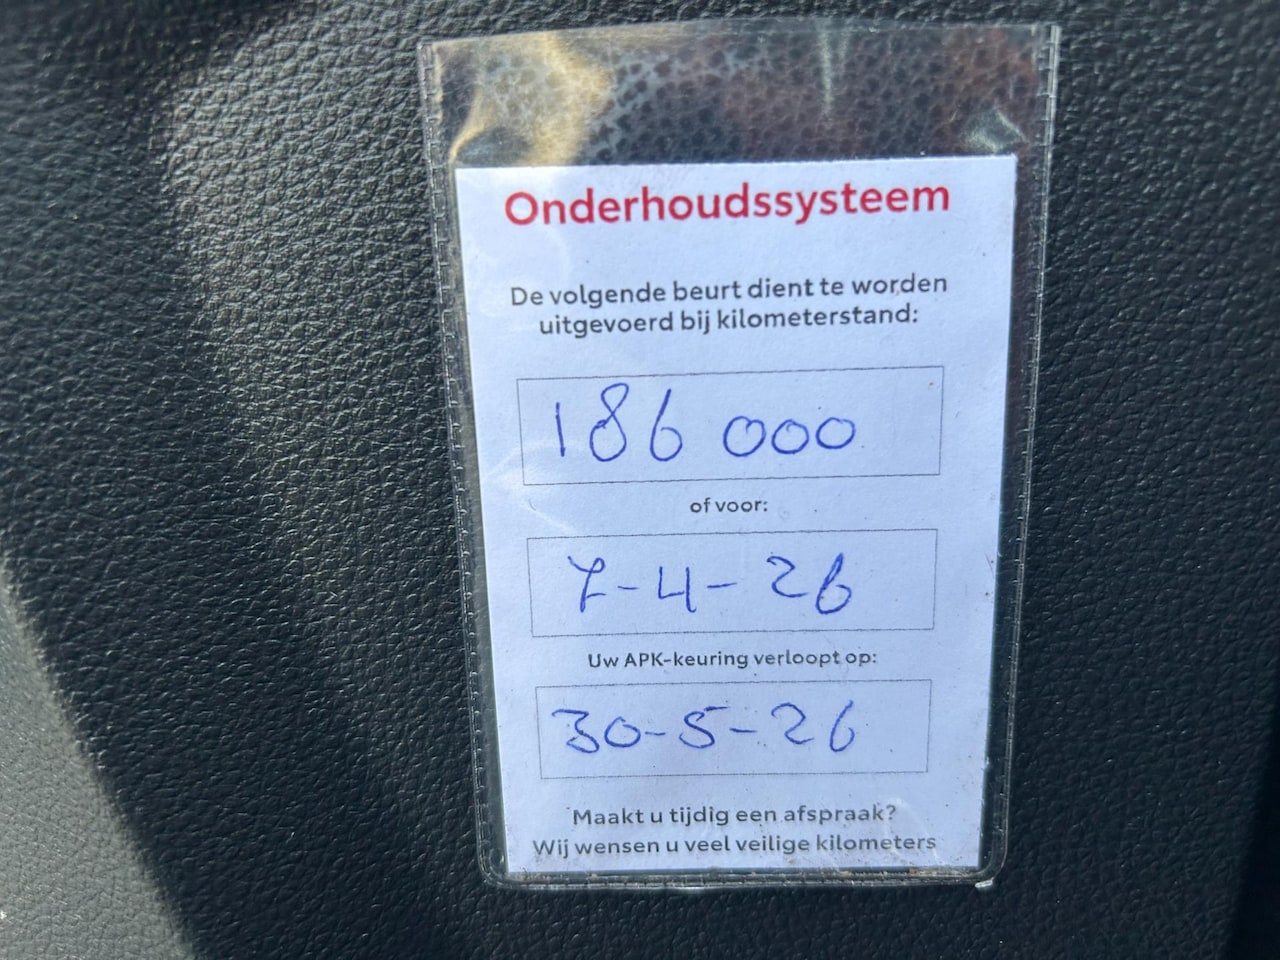 Onderhoudssysteem
De volgende beurt dient te worden
uitgevoerd bij kilometerstand:
186 000
of voor:
7-4-26
Uw APK-keuring verloopt op:
30-5-26
Maakt u tijdig een afspraak?
Wij wensen u veel veilige kilometers